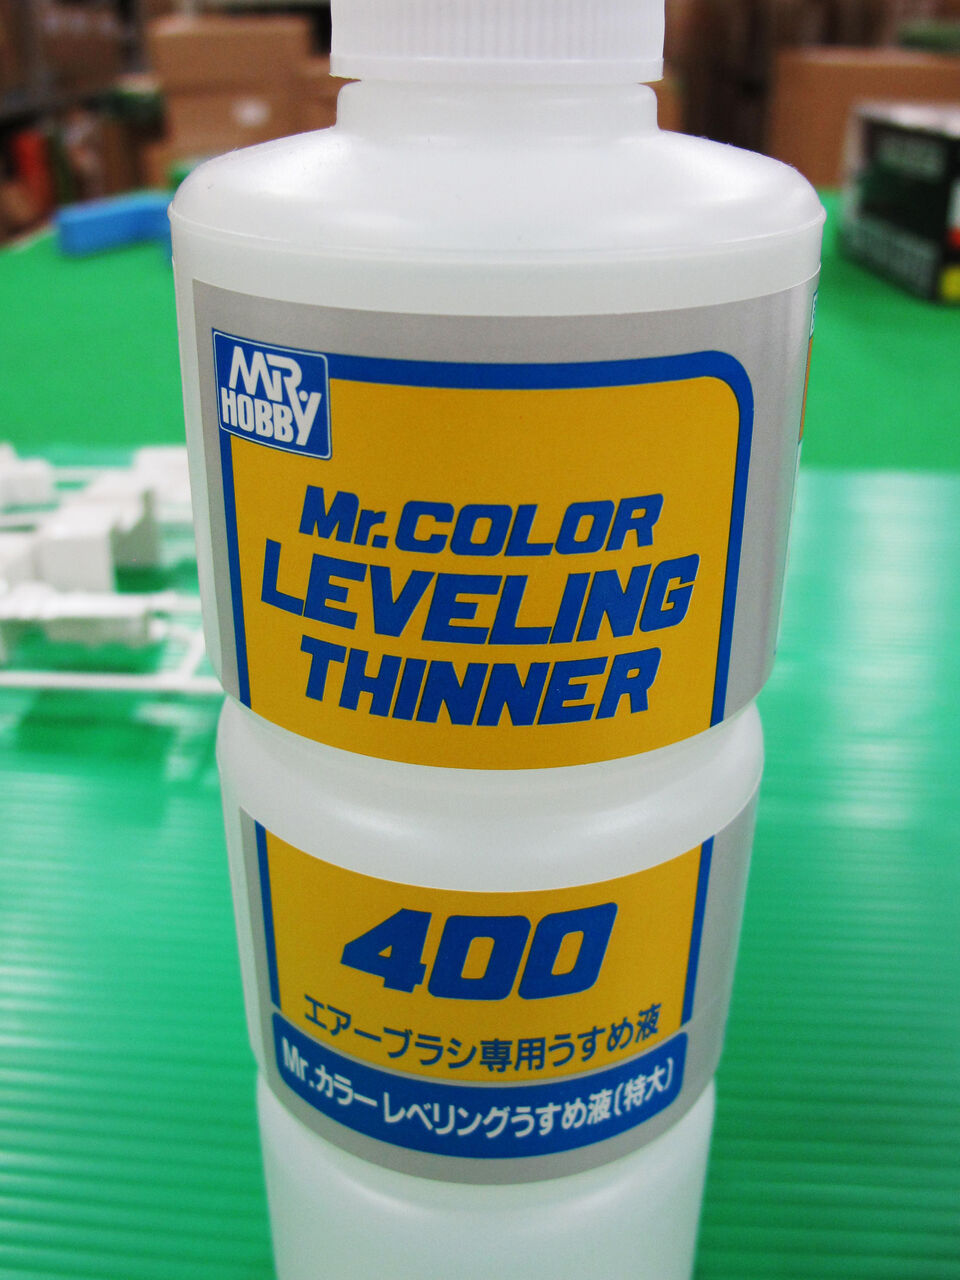 MR.
HOBBY
Mr.COLOR
LEVELING
THINNER
400
エアーブラシ専用うすめ液
Mr.カラーレベリングうすめ液(特大)